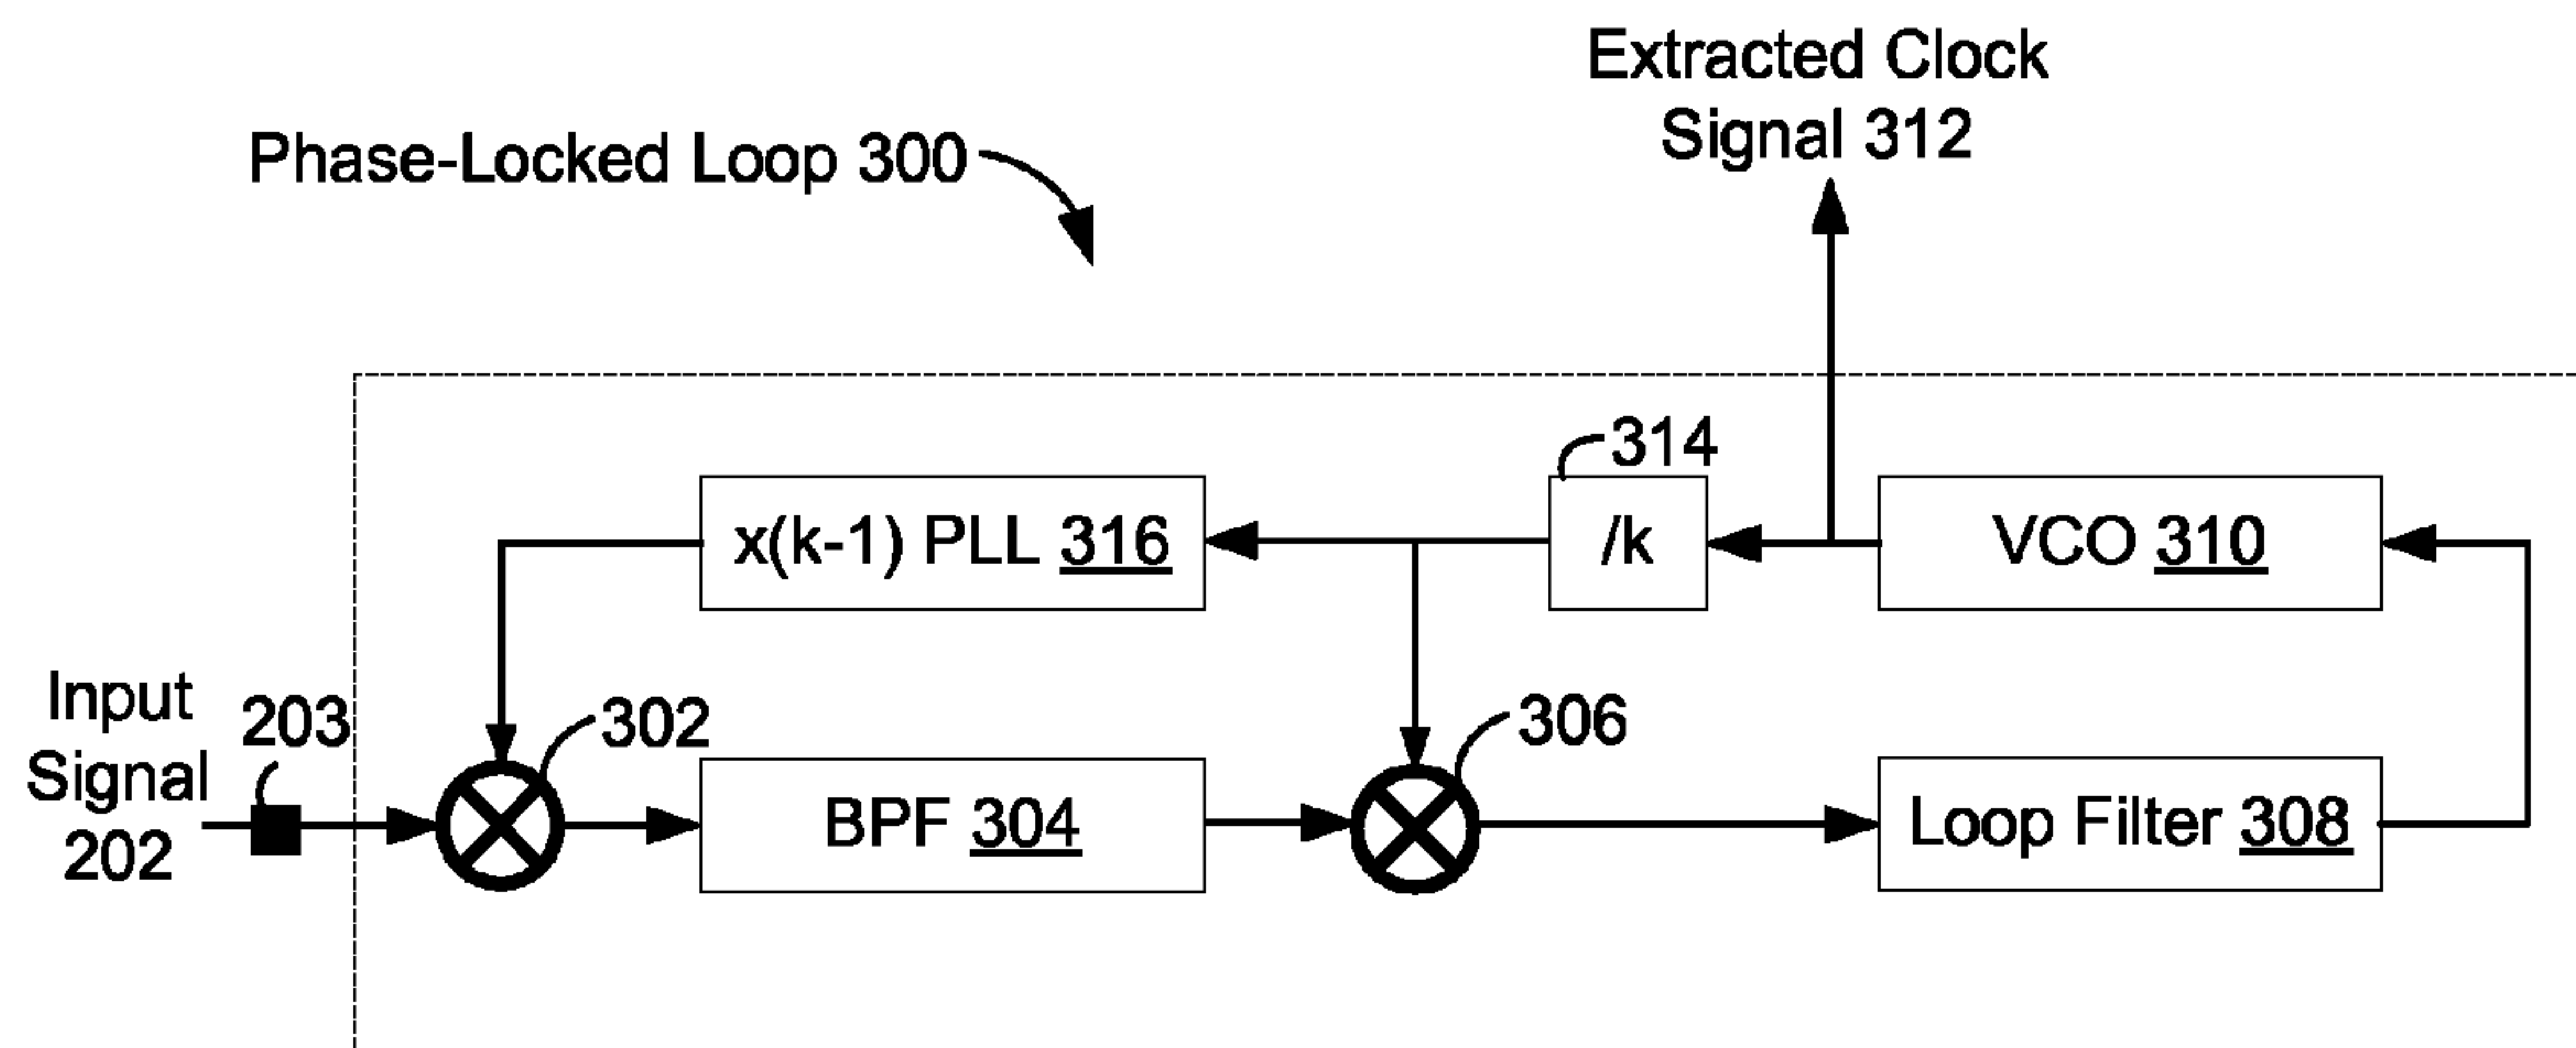 Extracted Clock
Signal 312
Phase-Locked Loop 300
314
x(k-1) PLL 316
/k
VCO 310
Input
Signal
202
203
302
306
BPF 304
Loop Filter 308